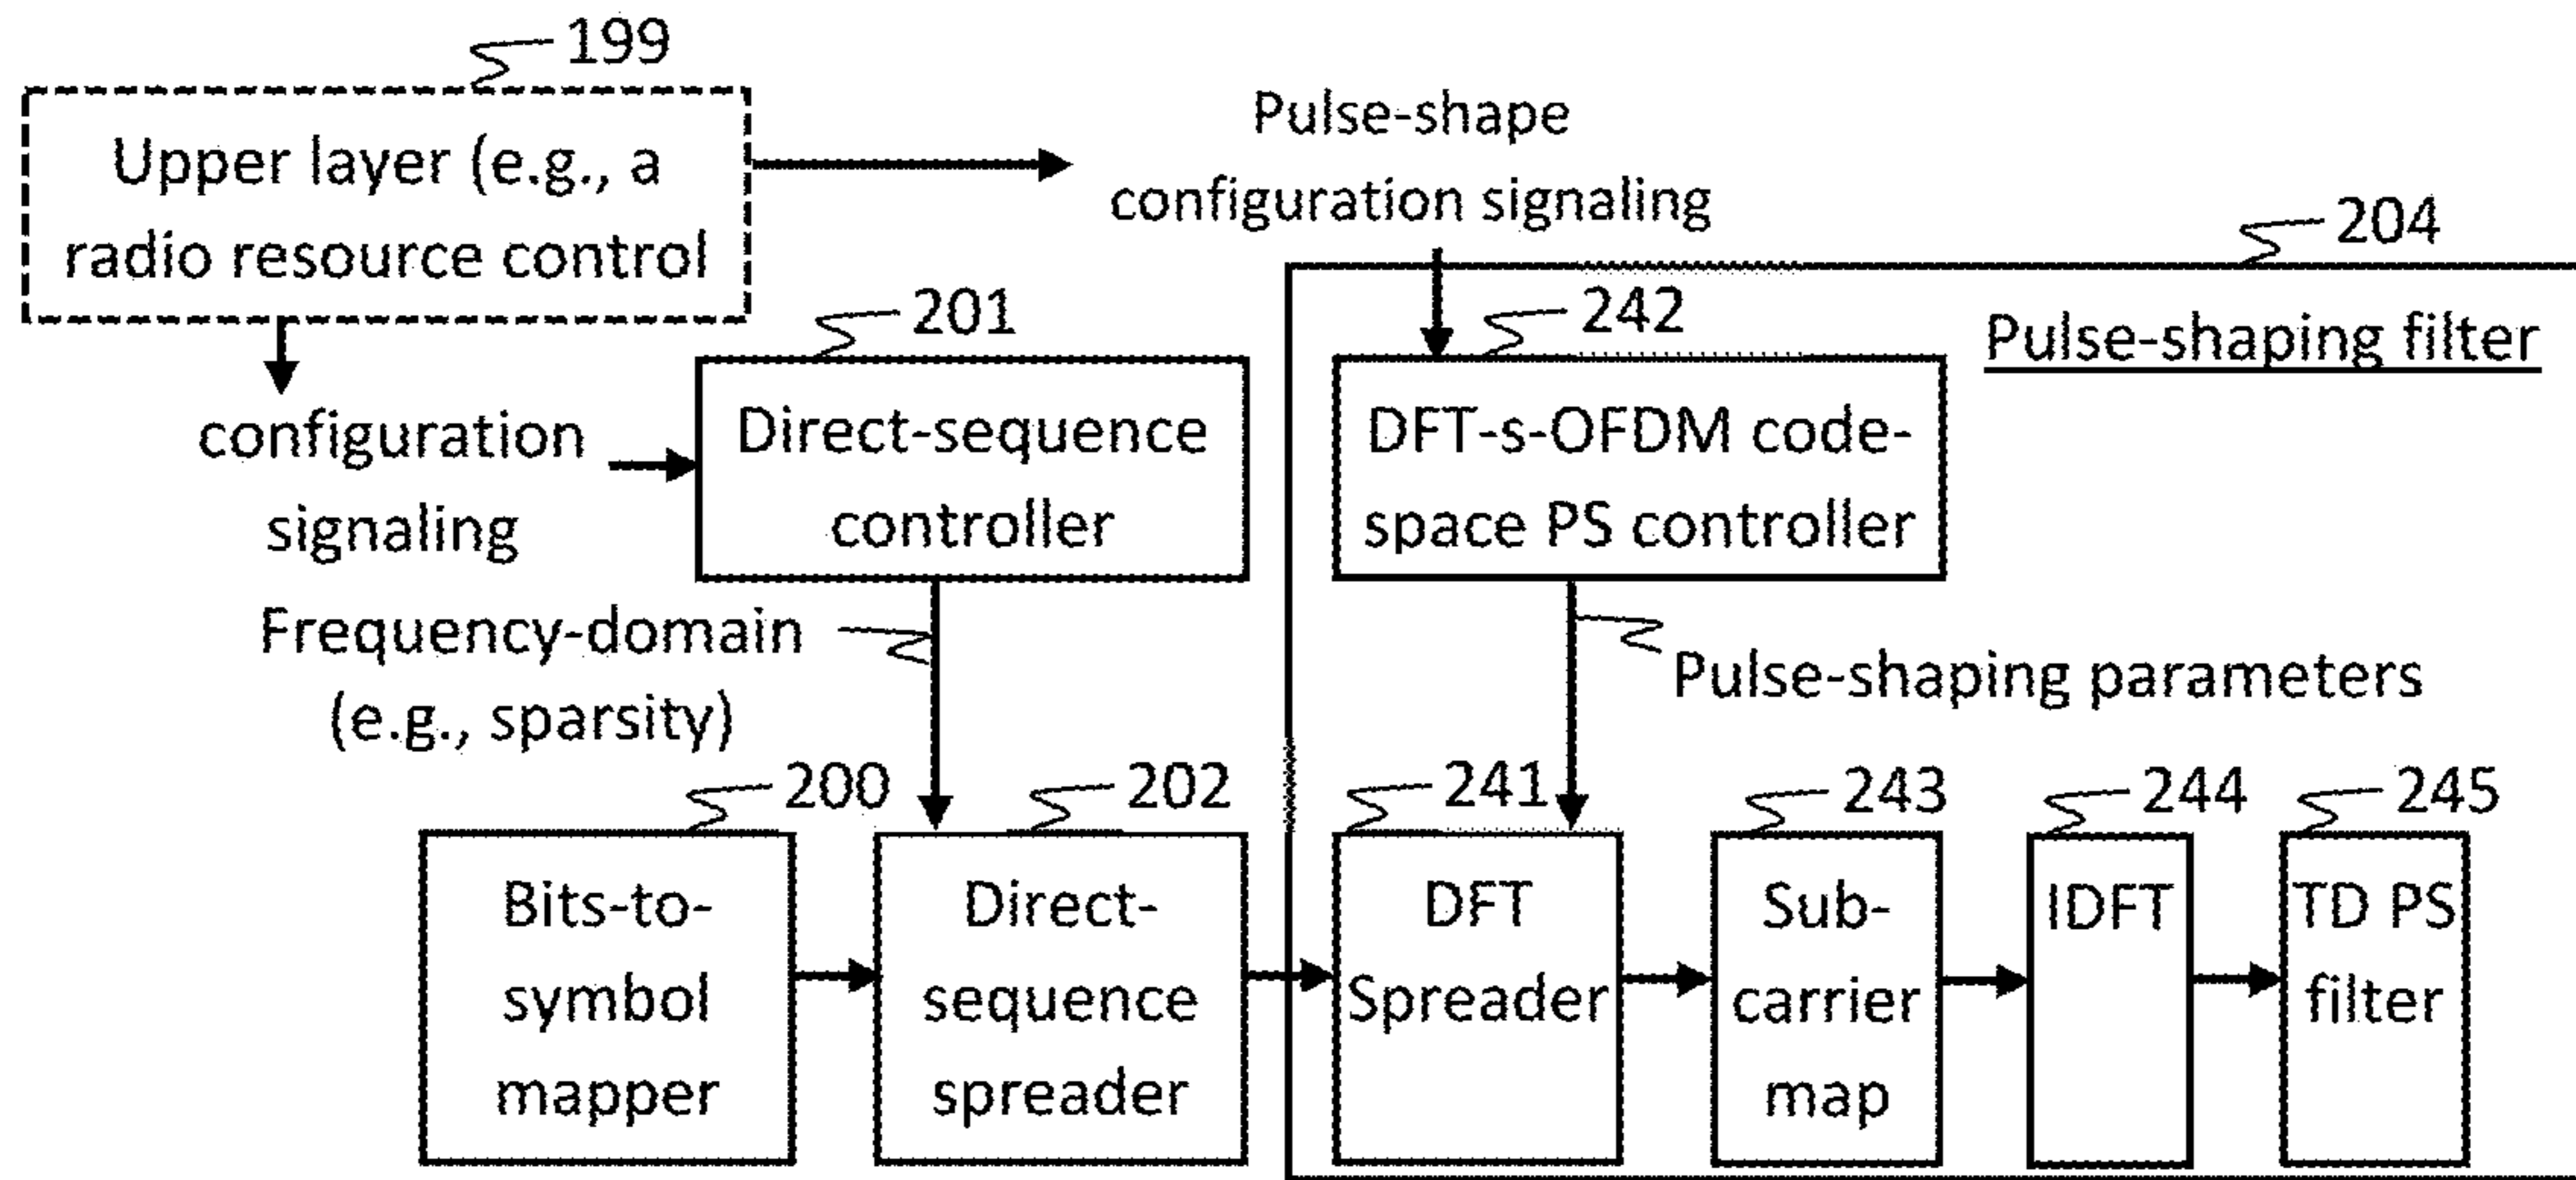 199
Upper layer (e.g., a
radio resource control
Pulse-shape
configuration signaling
204
Pulse-shaping filter
201
242
configuration
signaling
Direct-sequence
controller
DFT-s-OFDM code-
space PS controller
Frequency-domain
(e.g., sparsity)
Pulse-shaping parameters
200
202
241
243
244
245
Bits-to-
symbol
mapper
Direct-
sequence
spreader
DFT
Spreader
Sub-
carrier
map
IDFT
TD PS
filter